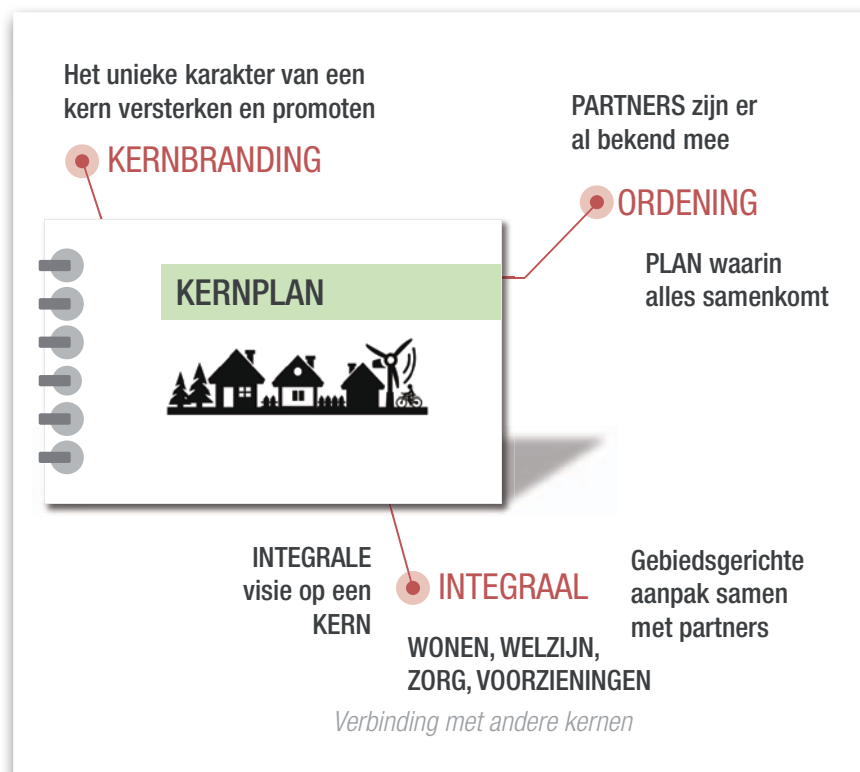 Het unieke karakter van een
kern versterken en promoten
KERNBRANDING
PARTNERS zijn er
al bekend mee
ORDENING
PLAN waarin
alles samenkomt
KERNPLAN
INTEGRALE
visie op een
KERN
INTEGRAAL
Gebiedsgerichte
aanpak samen
met partners
WONEN, WELZIJN,
ZORG, VOORZIENINGEN
Verbinding met andere kernen